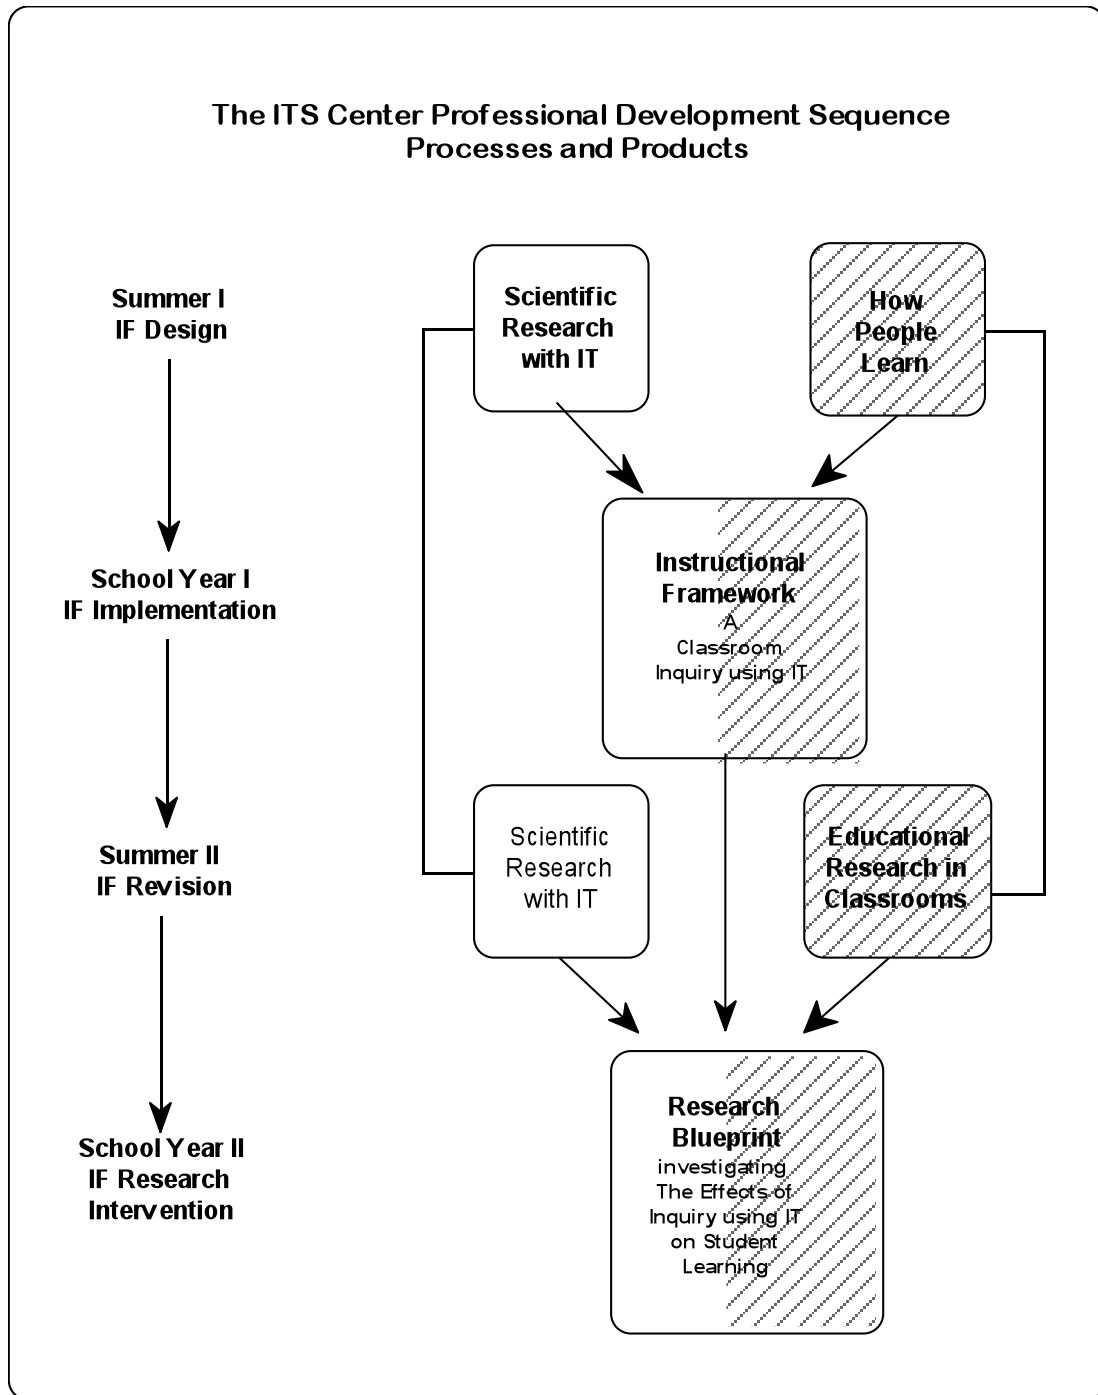 The ITS Center Professional Development Sequence
Processes and Products
Summer I
IF Design
School Year I
IF Implementation
Summer II
IF Revision
School Year II
IF Research
Intervention
Scientific
Research
with IT
How
People
Learn
Instructional
Framework
A
Classroom
Inquiry using IT
Scientific
Research
with IT
Educational
Research in
Classrooms
Research
Blueprint
investigating
The Effects of
Inquiry using IT
on Student
Learning